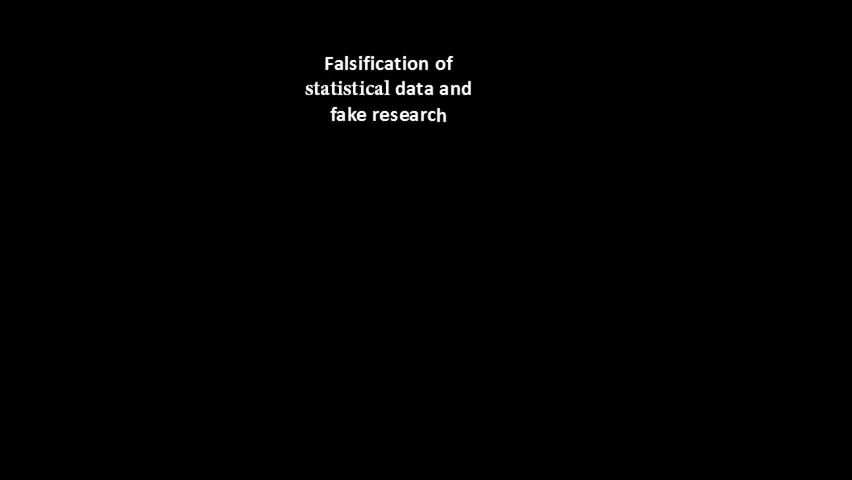 Falsification of
statistical data and
fake research